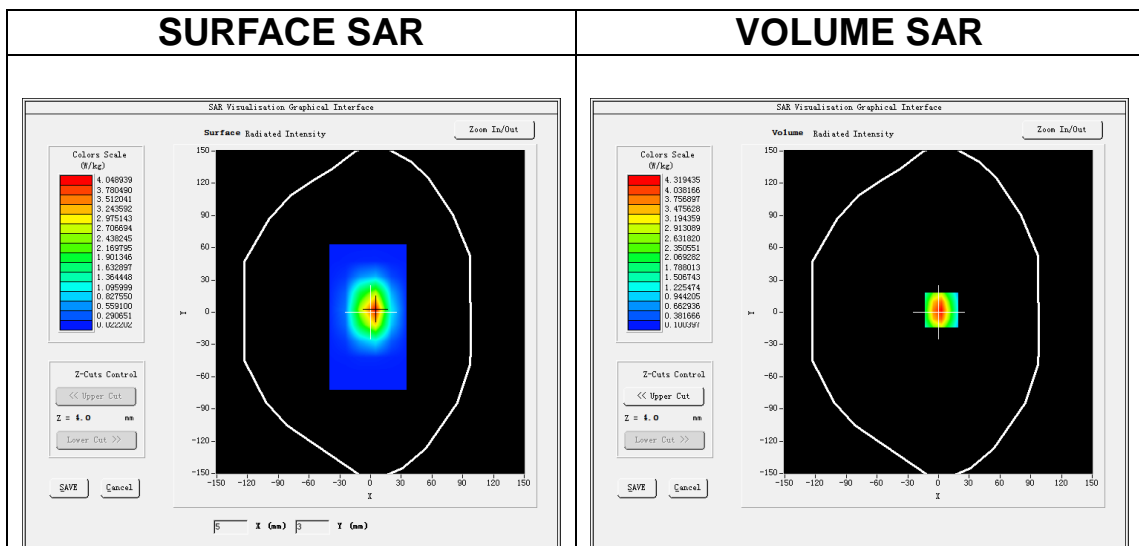 SURFACE SAR
VOLUME SAR
SAR Visualisation Graphical Interface
Surface Radiated Intensity
Zoom In/Out
Colors Scale
(W/kg)
4.048939
3.780490
3.512041
3.243592
2.975143
2.706694
2.438245
2.169795
1.901346
1.632897
1.364448
1.095999
0.827550
0.559100
0.290651
0.022202
150
120
90
60
30
0
-30
-60
-90
-120
-150
Y
-150 -120 -90 -60 -30 0 30 60 90 120 150
X
Z-Cuts Control
<< Upper Cut
Z = 4.0 mm
Lower Cut >>
SAVE Cancel
5 X (mm) 3 Y (mm)
SAR Visualisation Graphical Interface
Volume Radiated Intensity
Zoom In/Out
Colors Scale
(W/kg)
4.319435
4.038166
3.756897
3.475628
3.194359
2.913089
2.631820
2.350551
2.069282
1.788013
1.506743
1.225474
0.944205
0.662936
0.381666
0.100397
150
120
90
60
30
0
-30
-60
-90
-120
-150
Y
-150 -120 -90 -60 -30 0 30 60 90 120 150
X
Z-Cuts Control
<< Upper Cut
Z = 4.0 mm
Lower Cut >>
SAVE Cancel